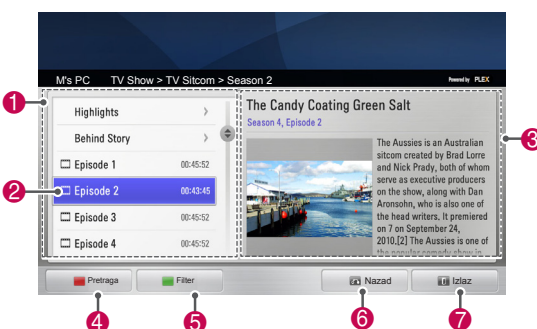 M's PC TV Show > TV Sitcom > Season 2
Powered by PLEX
1
Highlights >
Behind Story >
Episode 1 00:45:52
2
Episode 2 00:43:45
Episode 3 00:45:52
Episode 4 00:45:52
The Candy Coating Green Salt
Season 4, Episode 2
3
The Aussies is an Australian
sitcom created by Brad Lorre
and Nick Prady, both of whom
serve as executive producers
on the show, along with Dan
Aronsohn, who is also one of
the head writers. It premiered
on 7 on September 24,
2010.[2] The Aussies is one of
the popular comedy show in
Pretraga
Filter
Nazad
Izlaz
4
5
6
7